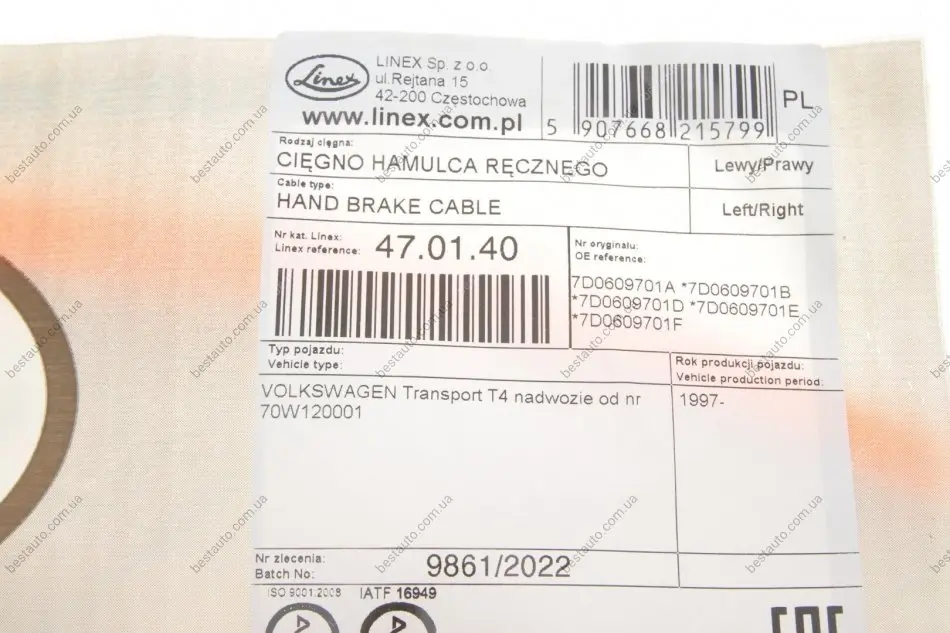 Linex
LINEX Sp. z o.o.
ul.Rejtana 15
42-200 Częstochowa
www.linex.com.pl
5 907668 215799
PL
Rodzaj cięgna:
CIĘGNO HAMULCA RĘCZNEGO
Lewy/Prawy
Cable type:
HAND BRAKE CABLE
Left/Right
Nr kat. Linex:
Linex reference:
47.01.40
Nr oryginału:
OE reference:
7D0609701A *7D0609701B
*7D0609701D *7D0609701E
*7D0609701F
Typ pojazdu:
Vehicle type:
Rok produkcji pojazdu:
Vehicle production period:
VOLKSWAGEN Transport T4 nadwozie od nr
70W120001
1997-
Nr zlecenia:
Batch No:
9861/2022
ISO 9001:2008
IATF 16949
bestauto.com.ua